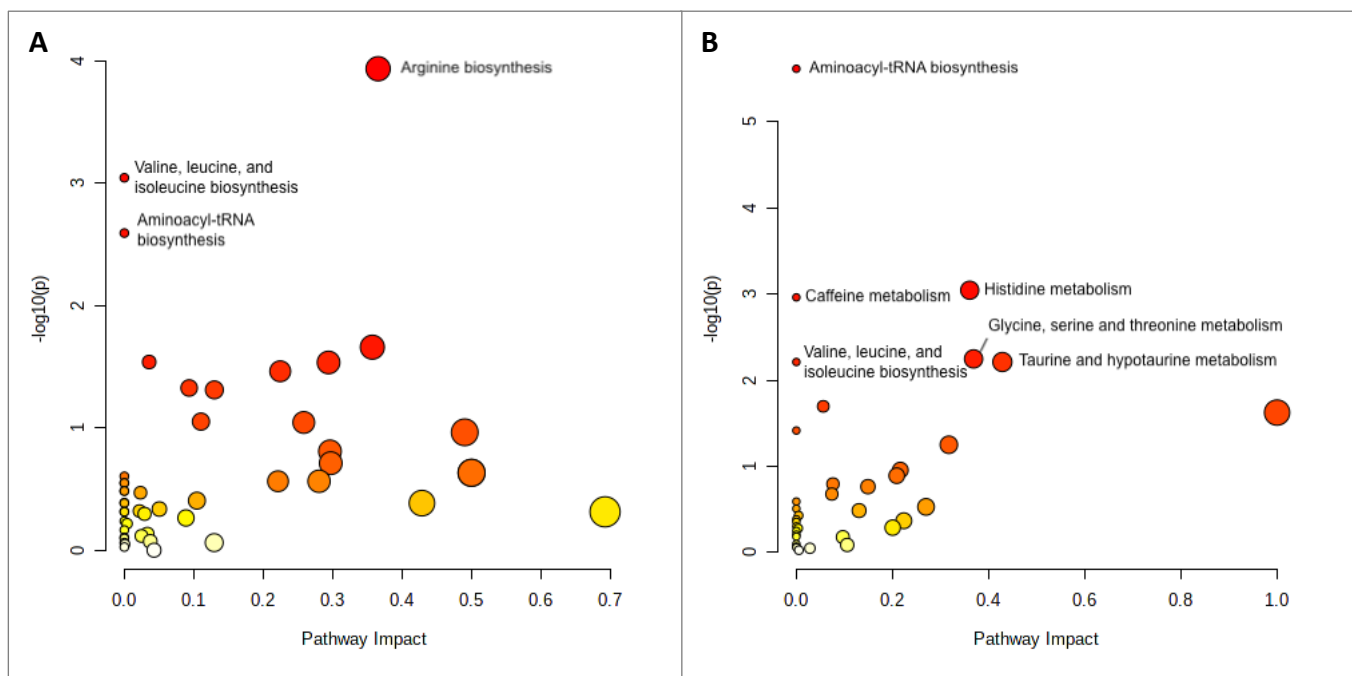 A
4
Arginine biosynthesis
Valine, leucine, and
isoleucine biosynthesis
3
Aminoacyl-tRNA
biosynthesis
-log10(p)
2
1
0
0.0 0.1 0.2 0.3 0.4 0.5 0.6 0.7
Pathway Impact
B
Aminoacyl-tRNA biosynthesis
5
4
3
Caffeine metabolism
Histidine metabolism
Glycine, serine and threonine metabolism
-log10(p)
Valine, leucine, and
isoleucine biosynthesis
Taurine and hypotaurine metabolism
2
1
0
0.0 0.2 0.4 0.6 0.8 1.0
Pathway Impact